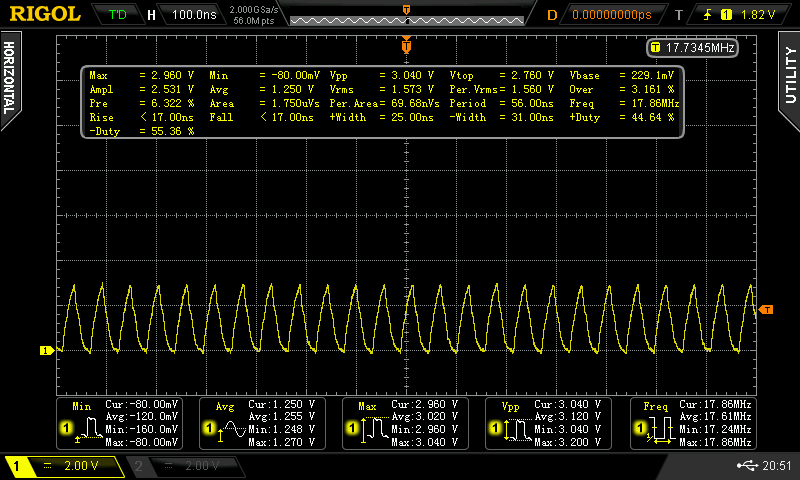 RIGOL T'D H 100.0ns 2.000GSa/s 56.0M pts D 0.00000000ps T 1 1.82 V
T
HORIZONTAL
UTILITY
T 17.7345MHz
Max = 2.960 V Min = -80.00mV Vpp = 3.040 V Vtop = 2.760 V Vbase = 229.1mV
Ampl = 2.531 V Avg = 1.250 V Vrms = 1.573 V Per.Vrms= 1.560 V Over = 3.161 %
Pre = 6.322 % Area = 1.750uVs Per.Area= 69.68nVs Period = 56.00ns Freq = 17.86MHz
Rise < 17.00ns Fall < 17.00ns +Width = 25.00ns -Width = 31.00ns +Duty = 44.64 %
-Duty = 55.36 %
T
1
Min Cur:-80.00mV
Avg:-120.0mV
1 Min:-160.0mV
Max:-80.00mV
Avg Cur:1.250 V
Avg:1.255 V
1 Min:1.248 V
Max:1.270 V
Max Cur:2.960 V
Avg:3.020 V
1 Min:2.960 V
Max:3.040 V
Vpp Cur:3.040 V
Avg:3.120 V
1 Min:3.040 V
Max:3.200 V
Freq Cur:17.86MHz
Avg:17.61MHz
1 Min:17.24MHz
Max:17.86MHz
1 = 2.00 V 2 = 2.00 V 20:51